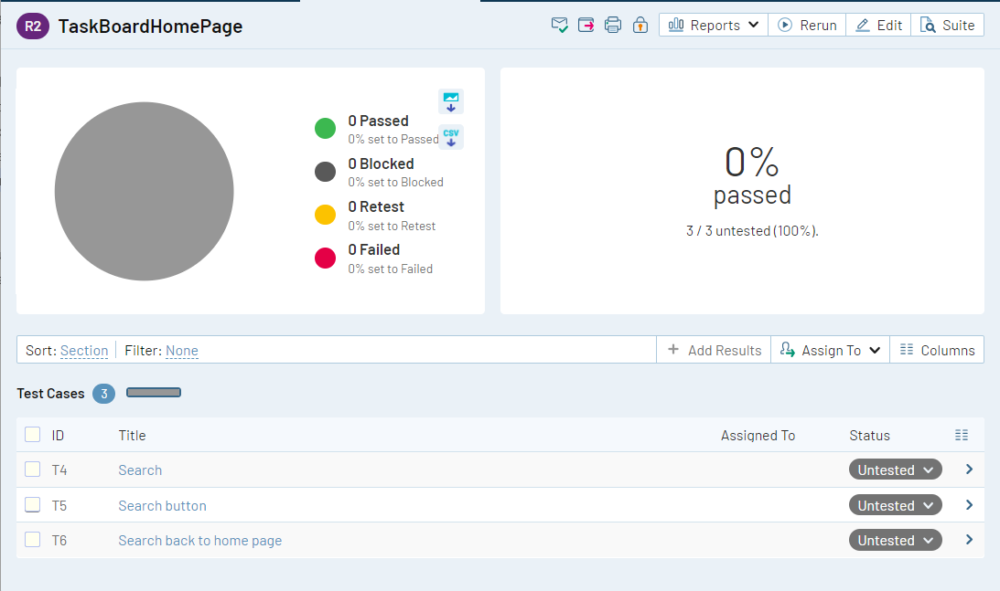 R2 TaskBoardHomePage Reports Rerun Edit Suite
0 Passed
0% set to Passed
CSV
0 Blocked
0% set to Blocked
0 Retest
0% set to Retest
0 Failed
0% set to Failed
0%
passed
3 / 3 untested (100%).
Sort: Section Filter: None Add Results Assign To Columns
Test Cases 3
ID Title Assigned To Status
T4 Search Untested
T5 Search button Untested
T6 Search back to home page Untested